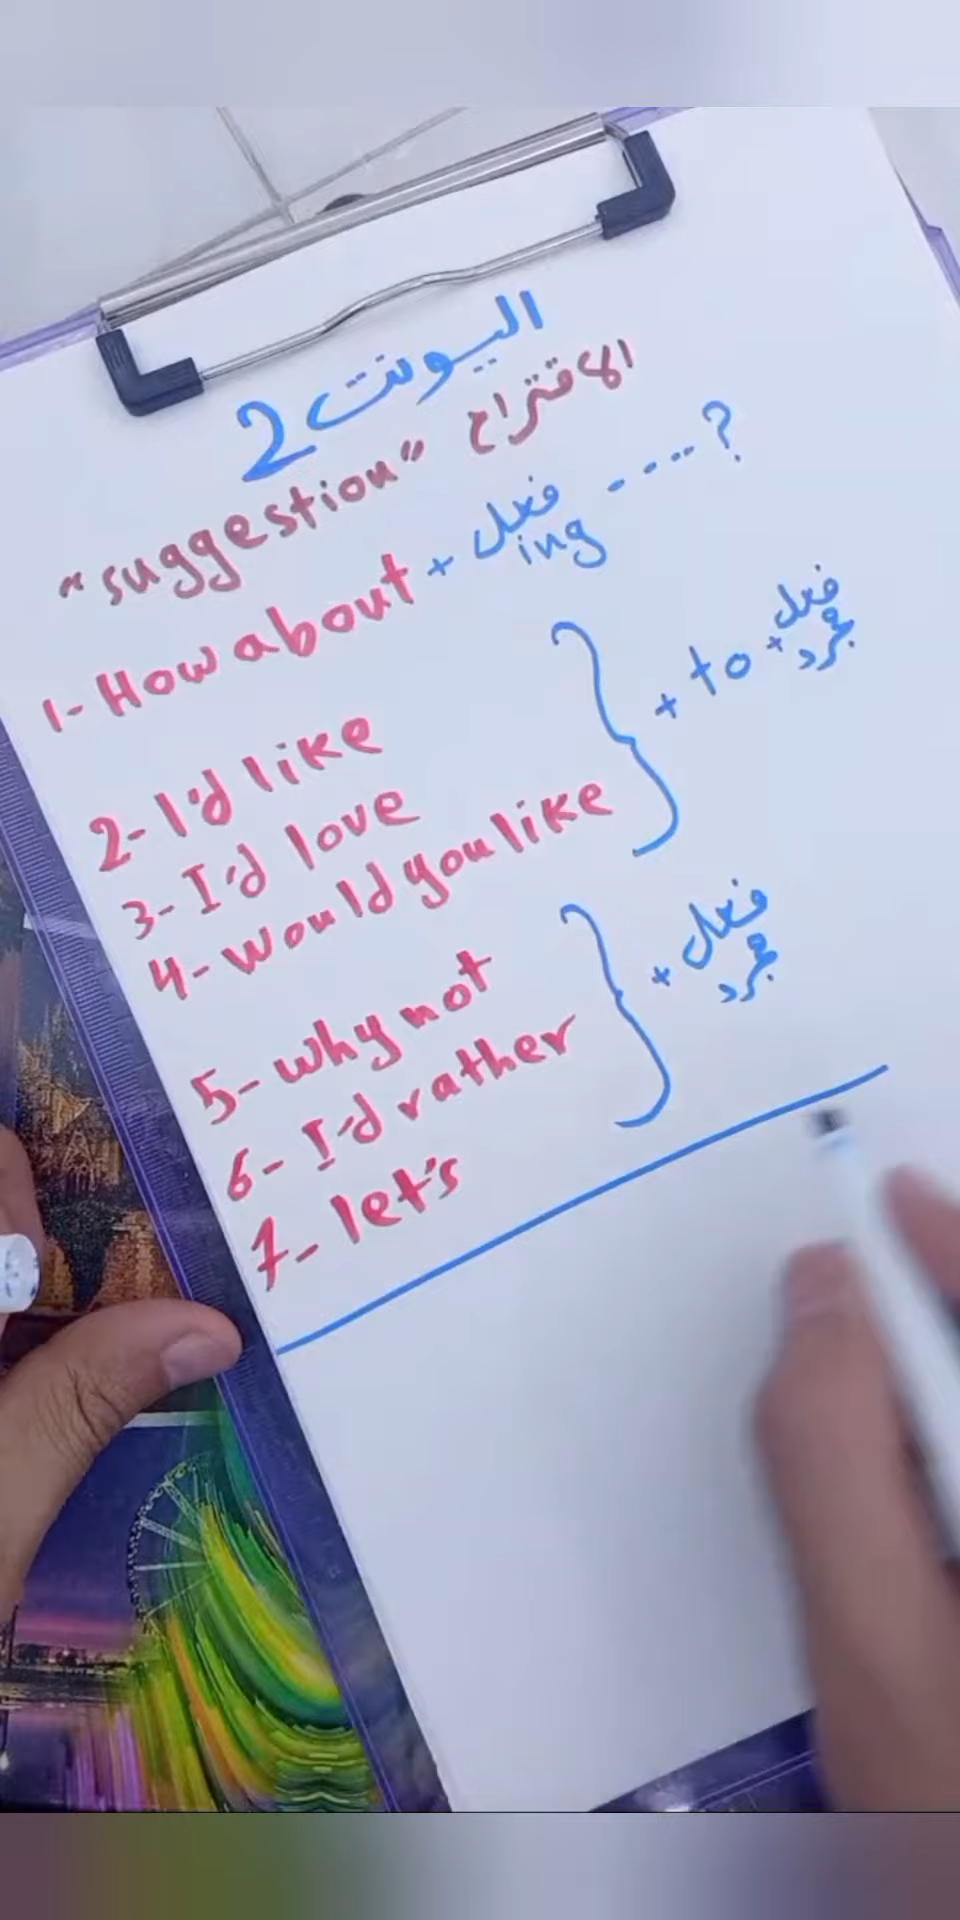 اليونت 2
"suggestion" الاقتراح
1- How about + فعل ing ....?
2- I'd like
3- I'd love
4- would you like
+ to + فعل مجرد
5- why not
6- I'd rather
7- let's
+ فعل مجرد